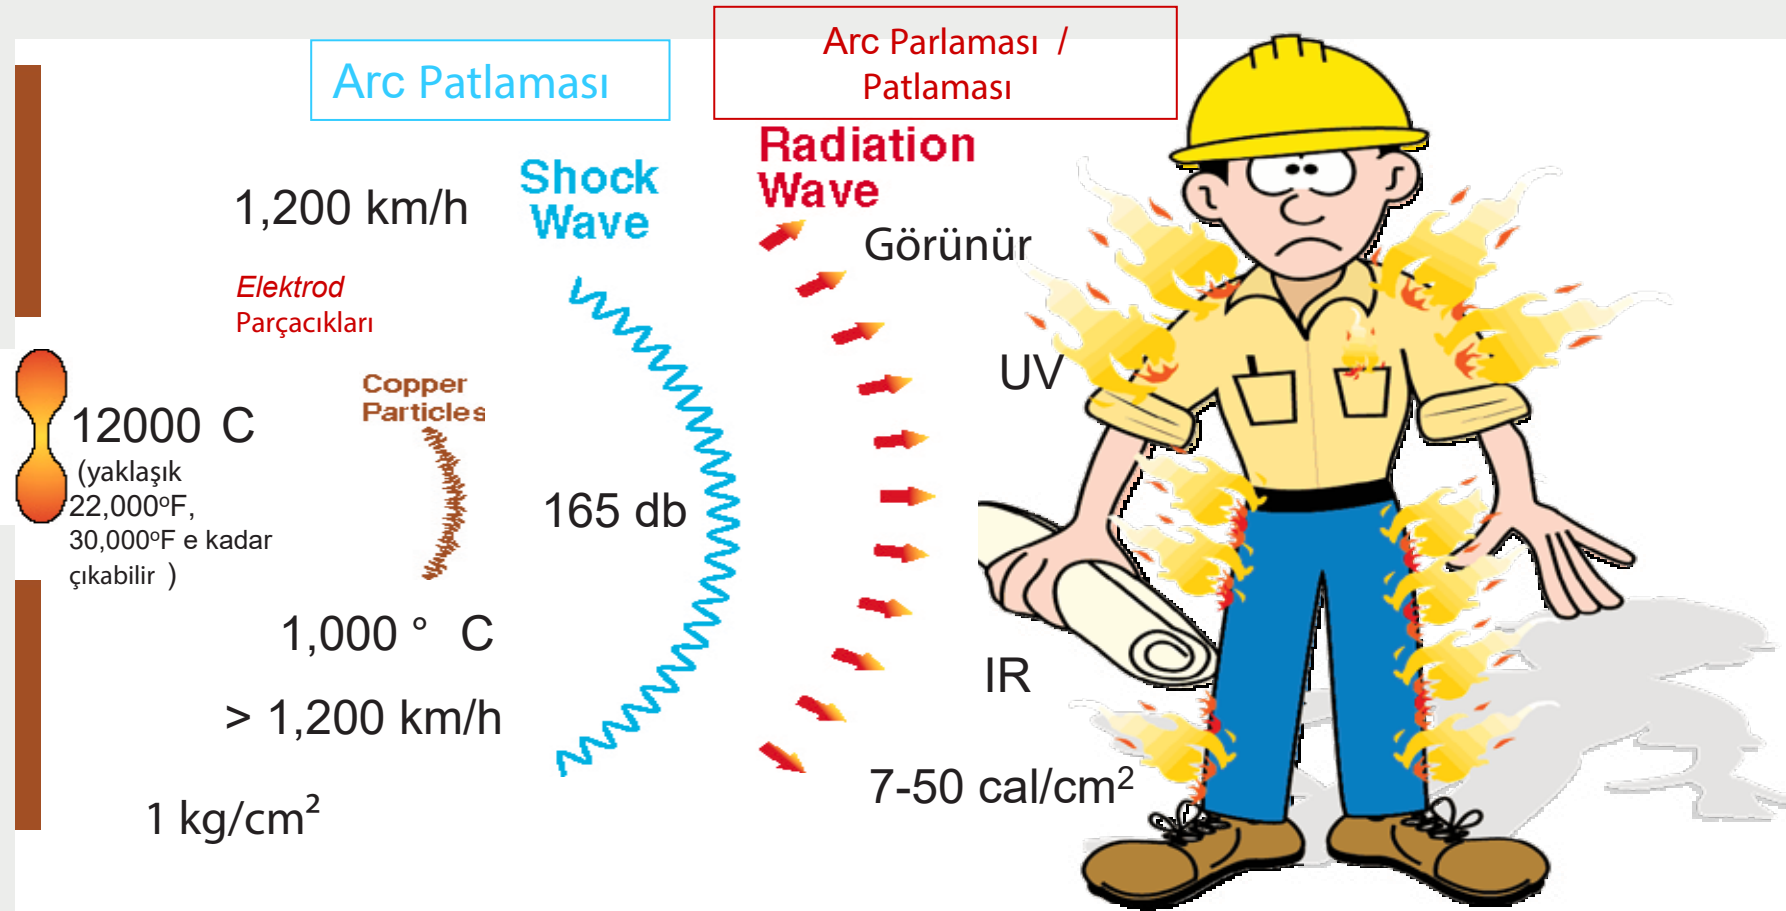 Arc Patlaması
Arc Parlaması /
Patlaması
Radiation
Wave
Shock
Wave
1,200 km/h
Görünür
Elektrod
Parçacıkları
UV
Copper
Particles
12000 C
(yaklaşık
22,000ºF,
30,000ºF e kadar
çıkabilir )
165 db
1,000 ° C
IR
> 1,200 km/h
7-50 cal/cm²
1 kg/cm²